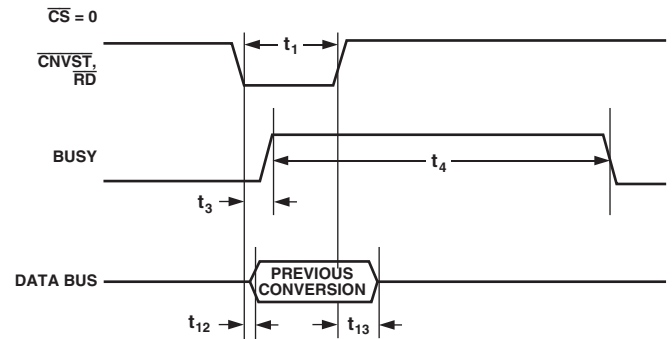 CS = 0
CNVST,
RD
t1
BUSY
t4
t3
DATA BUS
PREVIOUS
CONVERSION
t12
t13